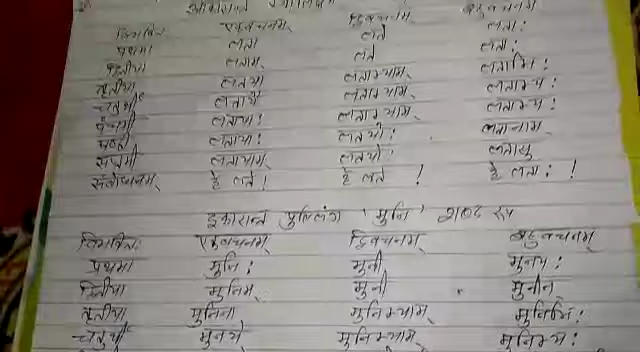 विभक्तिः एकवचनम् द्विवचनम् बहुवचनम्
प्रथमा लता लते लताः
द्वितीया लताम् लते लताः
तृतीया लतया लताभ्याम् लताभिः
चतुर्थी लतायै लताभ्याम् लताभ्यः
पंचमी लतायाः लताभ्याम् लताभ्यः
षष्ठी लतायाः लतयोः लतानाम्
सप्तमी लतायाम् लतयोः लतासु
संबोधनम् हे लते! हे लते ! हे लताः !
इकारान्त पुल्लिंग 'मुनि' शब्द रूप
विभक्तिः एकवचनम् द्विवचनम् बहुवचनम्
प्रथमा मुनिः मुनी मुनयः
द्वितीया मुनिम् मुनी मुनीन्
तृतीया मुनिना मुनिभ्याम् मुनिभिः
चतुर्थी मुनये मुनिभ्याम् मुनिभ्यः